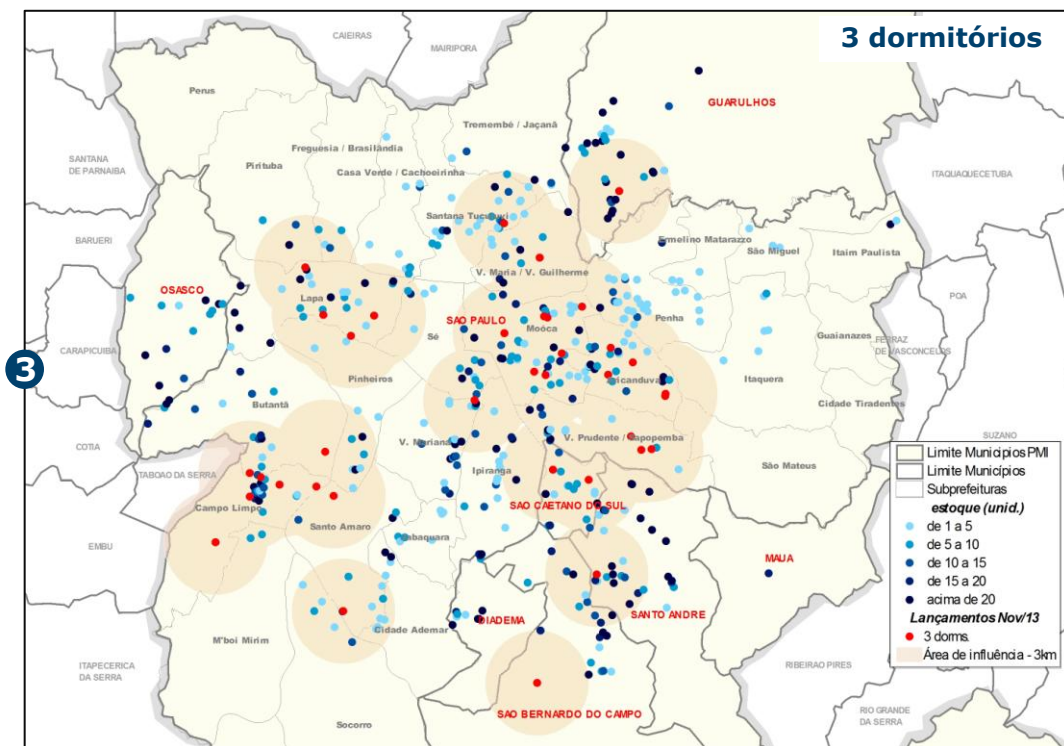 3 dormitórios
CAIEIRAS
MAIRIPORA
Perus
GUARULHOS
Tremembé / Jaçanã
Freguesia / Brasilândia
SANTANA
DE PARNAIBA
Pirituba
Casa Verde / Cachoeirinha
ITAQUAQUECETUBA
Santana Tucuruvi
BARUERI
Ermelino Matarazzo
São Miguel
Itaim Paulista
V. Maria / V. Guilherme
OSASCO
POA
Lapa
SAO PAULO
Moóca
Penha
Sé
Guaianazes
FERRAZ
DE VASCONCELOS
CARAPICUIBA
3
Pinheiros
Aricanduva
Itaquera
Butantã
Cidade Tiradentes
COTIA
V. Mariana
V. Prudente / Sapopemba
SUZANO
TABOAO DA SERRA
Ipiranga
São Mateus
Campo Limpo
SAO CAETANO DO SUL
Santo Amaro
Jabaquara
EMBU
MAUA
DIADEMA
SANTO ANDRE
M'boi Mirim
Cidade Ademar
ITAPECERICA
DA SERRA
RIBEIRAO PIRES
SAO BERNARDO DO CAMPO
Socorro
RIO GRANDE
DA SERRA
Limite Municipios PMI
Limite Municípios
Subprefeituras
estoque (unid.)
de 1 a 5
de 5 a 10
de 10 a 15
de 15 a 20
acima de 20
Lançamentos Nov/13
3 dorms.
Área de influência - 3km